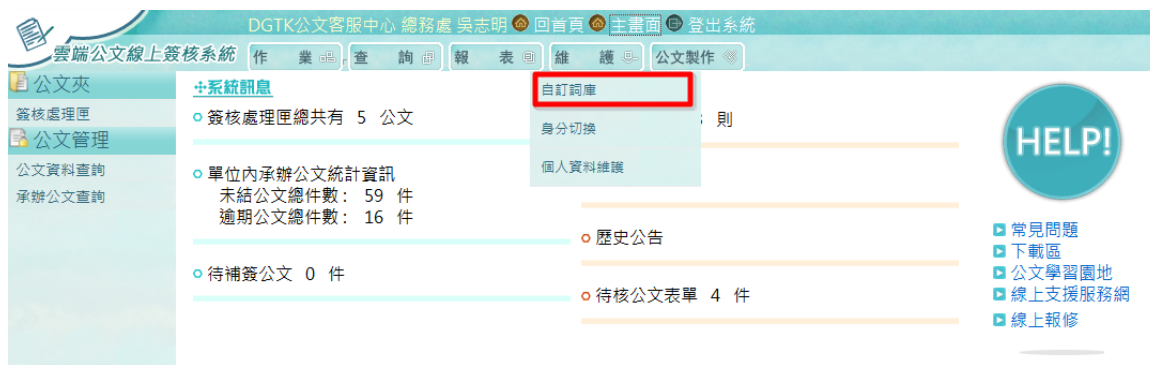 DGTK公文客服中心 總務處 吳志明 回首頁 主畫面 登出系統
雲端公文線上簽核系統
作 業 查 詢 報 表 維 護 公文製作
公文夾
簽核處理匣
公文管理
公文資料查詢
承辦公文查詢
系統訊息
簽核處理匣總共有 5 公文
單位內承辦公文統計資訊
未結公文總件數: 59 件
逾期公文總件數: 16 件
待補簽公文 0 件
自訂詞庫
身分切換
個人資料維護
則
歷史公告
待核公文表單 4 件
HELP!
常見問題
下載區
公文學習園地
線上支援服務網
線上報修